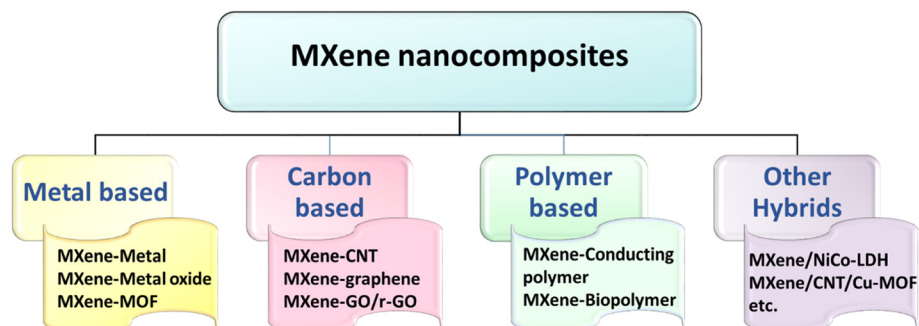 MXene nanocomposites
Metal based
MXene-Metal
MXene-Metal oxide
MXene-MOF
Carbon
based
MXene-CNT
MXene-graphene
MXene-GO/r-GO
Polymer
based
MXene-Conducting
polymer
MXene-Biopolymer
Other
Hybrids
MXene/NiCo-LDH
MXene/CNT/Cu-MOF
etc.